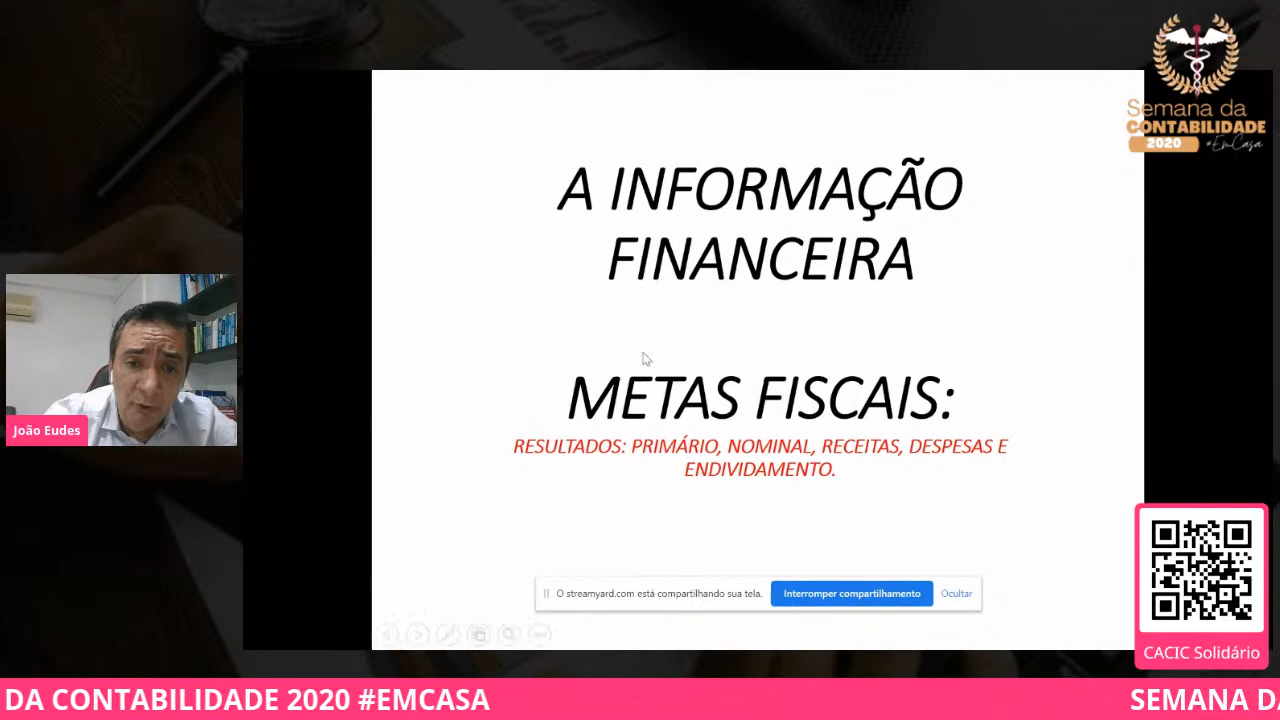 Semana da
CONTABILIDADE
2020 #EmCasa
A INFORMAÇÃO
FINANCEIRA
METAS FISCAIS:
RESULTADOS: PRIMÁRIO, NOMINAL, RECEITAS, DESPESAS E
ENDIVIDAMENTO.
João Eudes
O streamyard.com está compartilhando sua tela. Interromper compartilhamento Ocultar
CACIC Solidário
DA CONTABILIDADE 2020 #EMCASA SEMANA DA